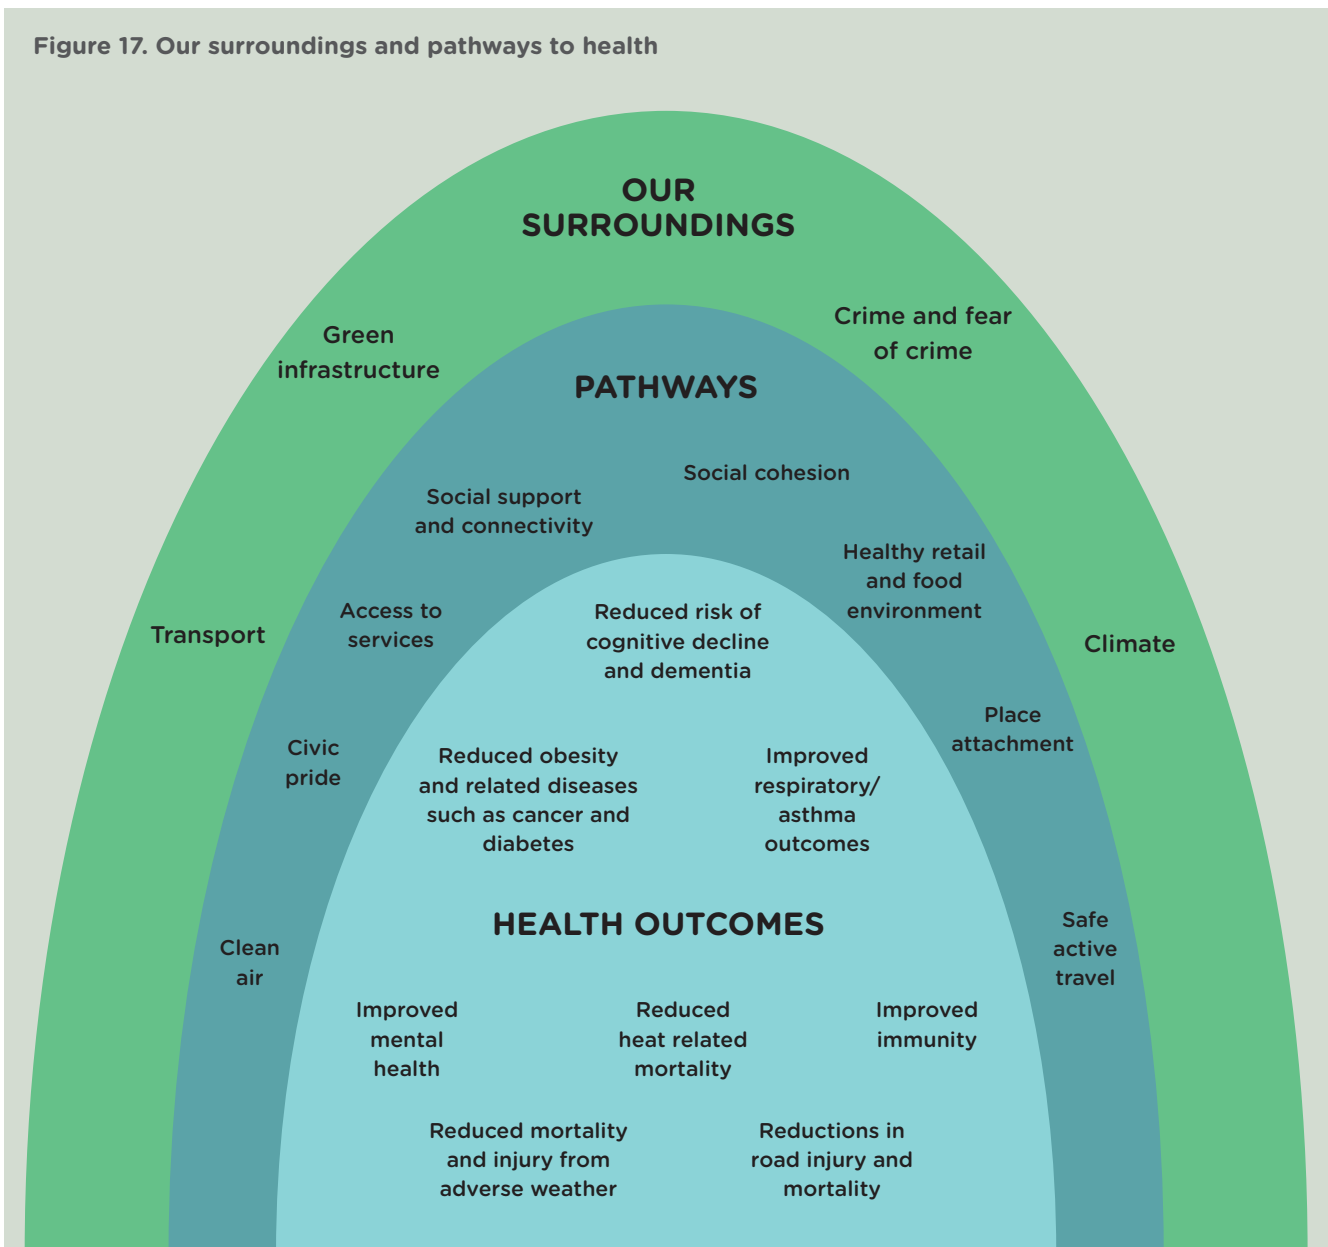 Figure 17. Our surroundings and pathways to health
OUR
SURROUNDINGS
Green
infrastructure
Crime and fear
of crime
Transport
Climate
PATHWAYS
Social cohesion
Social support
and connectivity
Healthy retail
and food
environment
Access to
services
Place
attachment
Civic
pride
Clean
air
Safe
active
travel
Reduced risk of
cognitive decline
and dementia
Reduced obesity
and related diseases
such as cancer and
diabetes
Improved
respiratory/
asthma
outcomes
HEALTH OUTCOMES
Improved
mental
health
Reduced
heat related
mortality
Improved
immunity
Reduced mortality
and injury from
adverse weather
Reductions in
road injury and
mortality